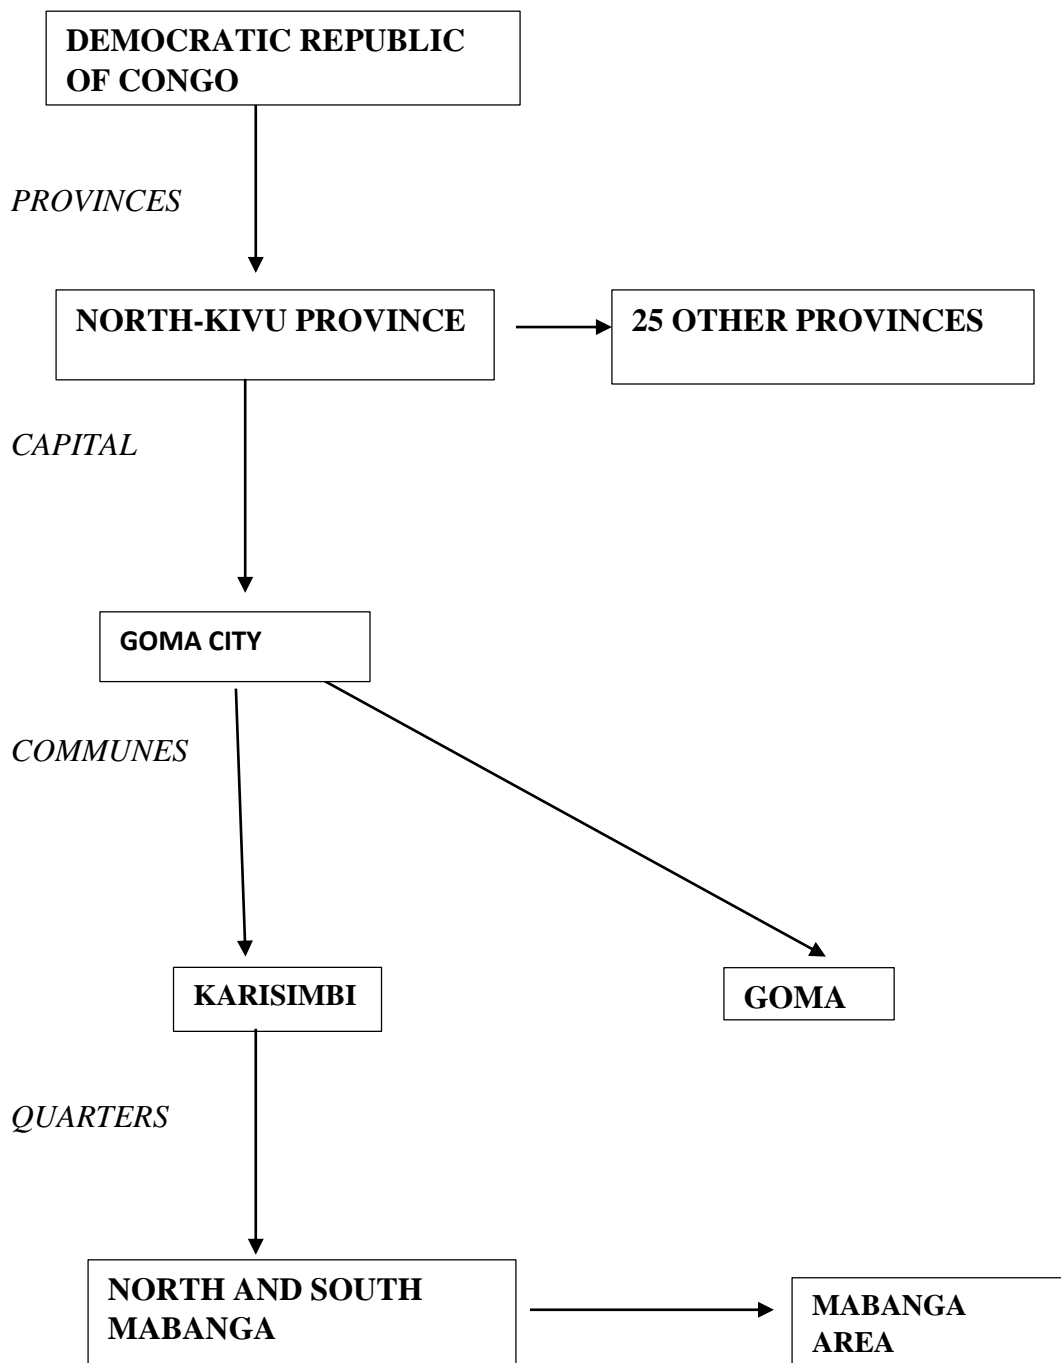 DEMOCRATIC REPUBLIC
OF CONGO
PROVINCES
NORTH-KIVU PROVINCE
25 OTHER PROVINCES
CAPITAL
GOMA CITY
COMMUNES
KARISIMBI
GOMA
QUARTERS
NORTH AND SOUTH
MABANGA
MABANGA
AREA